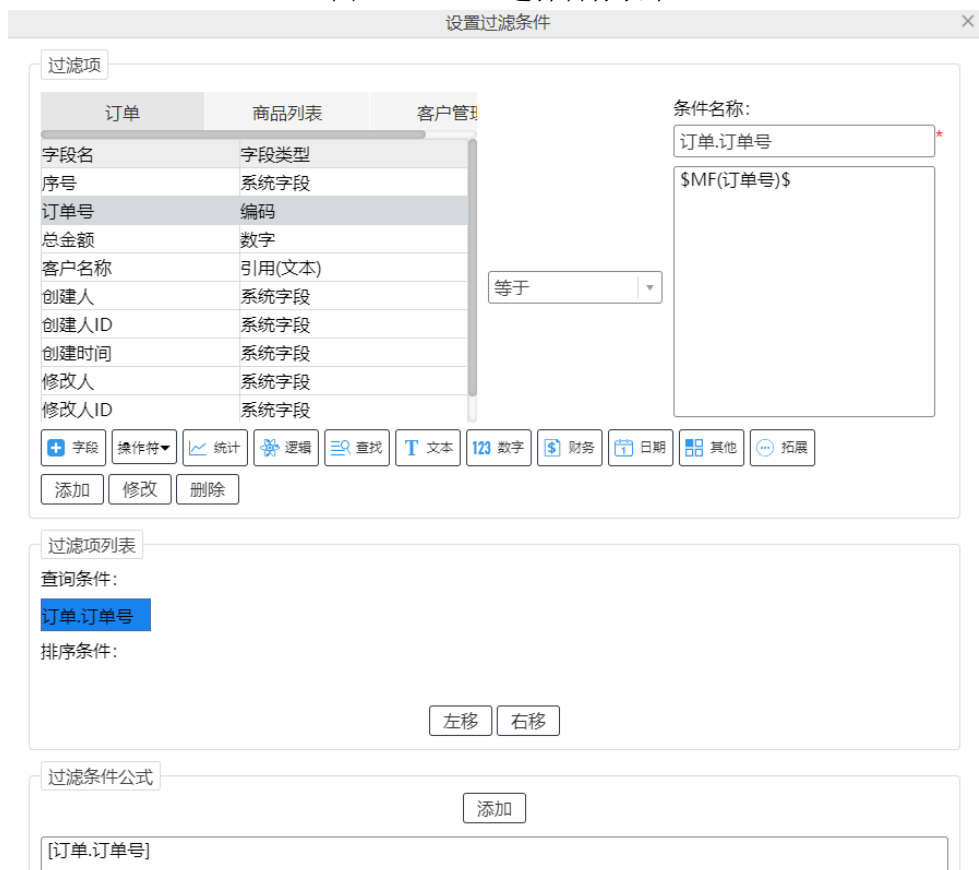 设置过滤条件
过滤项
订单 商品列表 客户管理
条件名称:
订单.订单号 *
$MF(订单号)$
字段名 字段类型
序号 系统字段
订单号 编码
总金额 数字
客户名称 引用(文本)
创建人 系统字段
创建人ID 系统字段
创建时间 系统字段
修改人 系统字段
修改人ID 系统字段
等于
字段 操作符 统计 逻辑 查找 T 文本 123 数字 $ 财务 1 日期 其他 拓展
添加 修改 删除
过滤项列表
查询条件:
订单.订单号
排序条件:
左移 右移
过滤条件公式
添加
[订单.订单号]